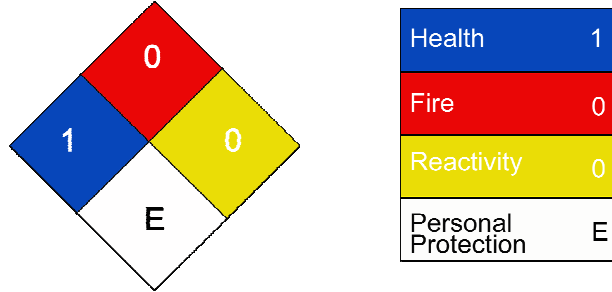 0
1
0
E
Health 1
Fire 0
Reactivity 0
Personal
Protection E